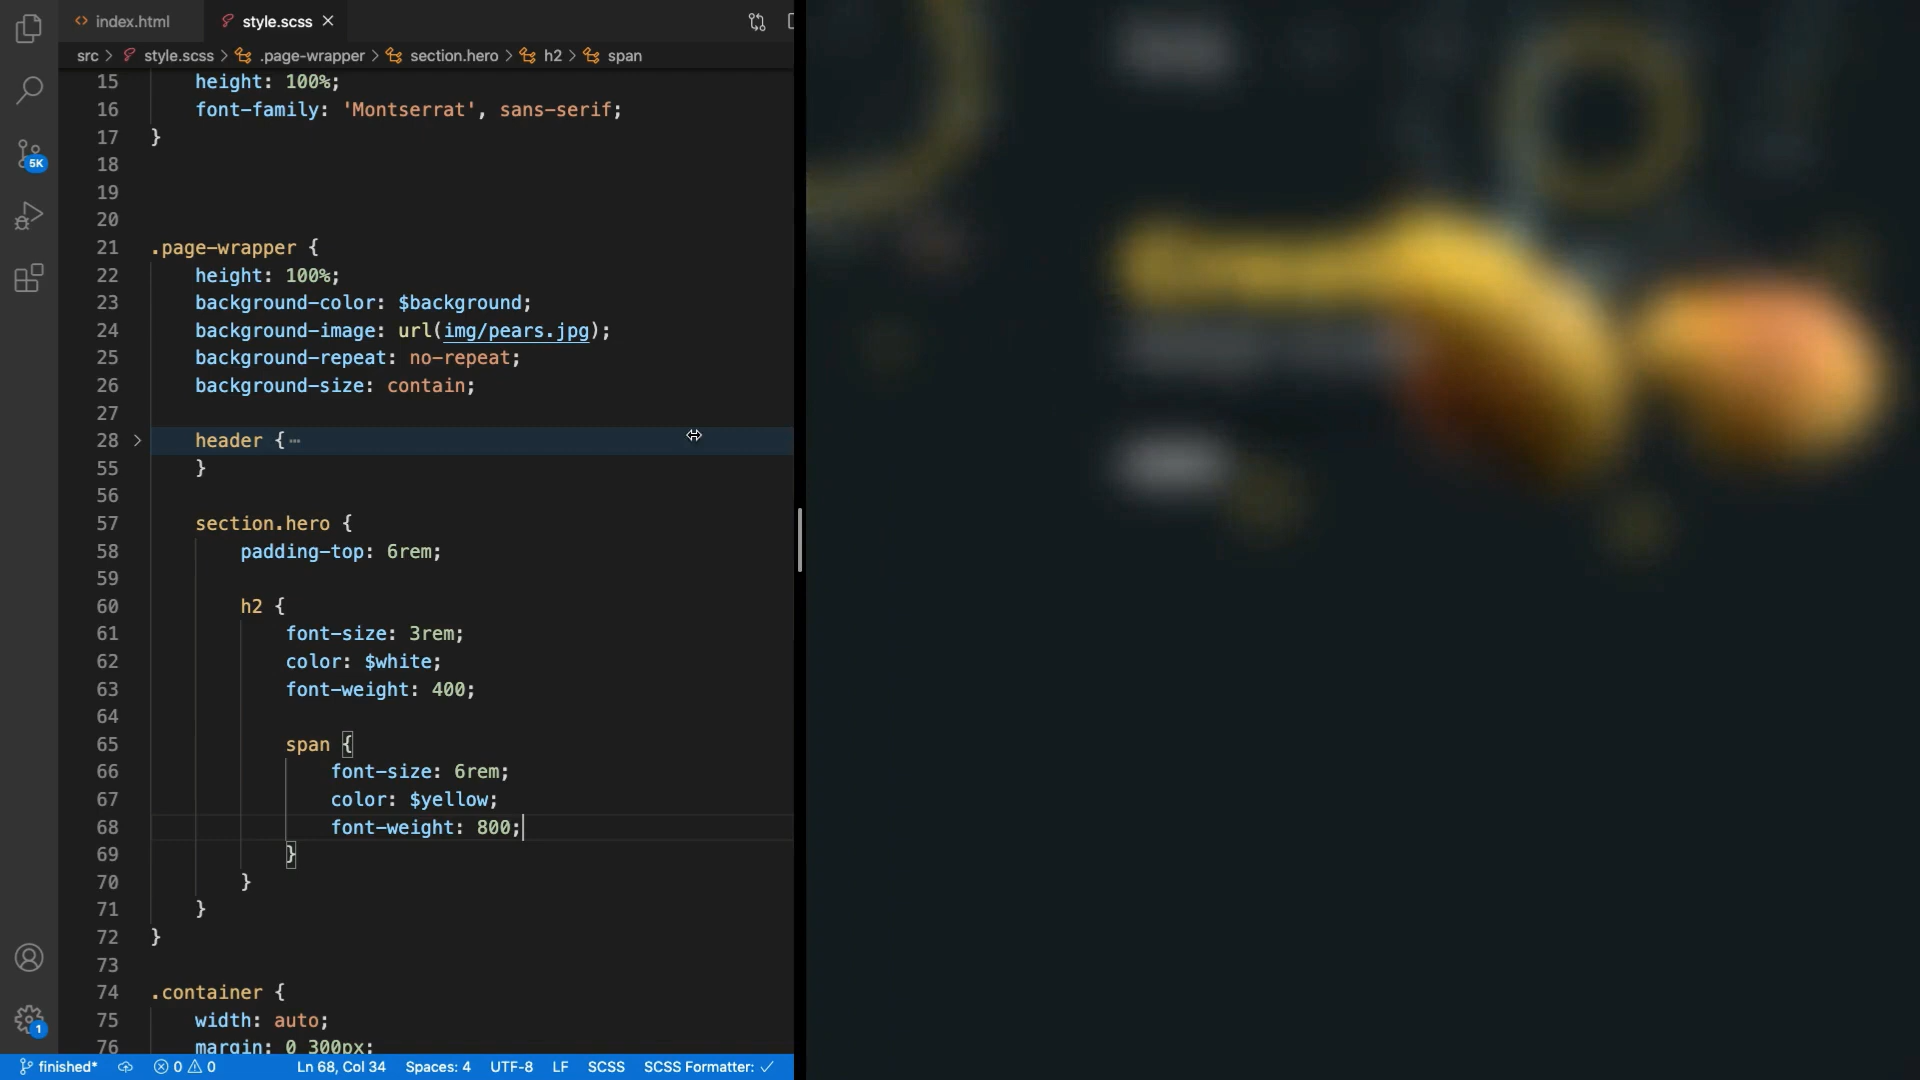 index.html
style.scss
src > style.scss > .page-wrapper > section.hero > h2 > span
5K
15 height: 100%;
16 font-family: 'Montserrat', sans-serif;
17 }
18
19
20
21 .page-wrapper {
22 height: 100%;
23 background-color: $background;
24 background-image: url(img/pears.jpg);
25 background-repeat: no-repeat;
26 background-size: contain;
27
28 header {⋯
55 }
56
57 section.hero {
58 padding-top: 6rem;
59
60 h2 {
61 font-size: 3rem;
62 color: $white;
63 font-weight: 400;
64
65 span {
66 font-size: 6rem;
67 color: $yellow;
68 font-weight: 800;
69 }
70 }
71 }
72 }
73
74 .container {
75 width: auto;
76 margin: 0 300px;
1
finished* 0 0 Ln 68, Col 34 Spaces: 4 UTF-8 LF SCSS SCSS Formatter: ✓